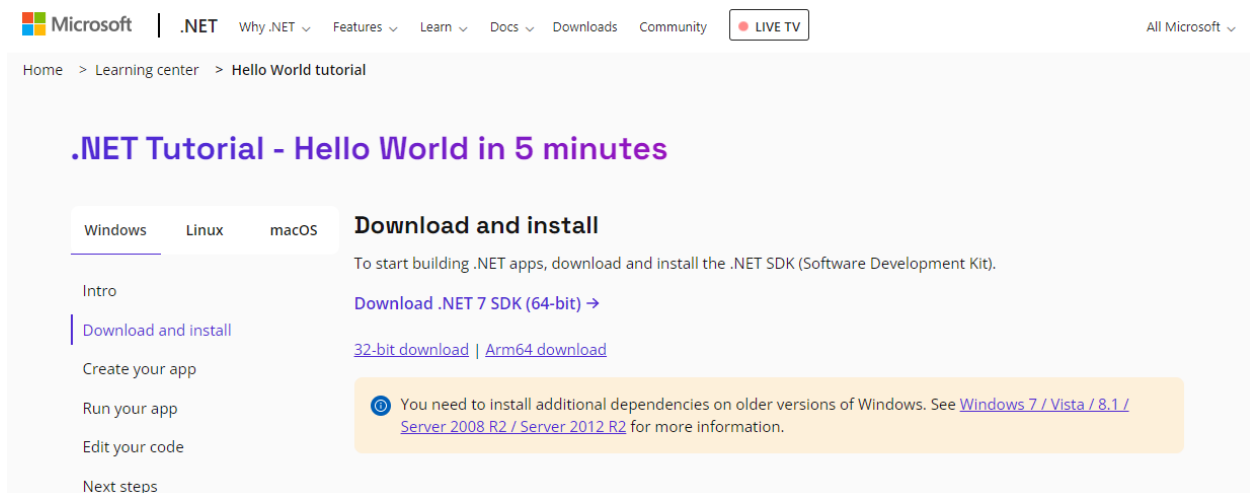 Microsoft .NET Why .NET Features Learn Docs Downloads Community LIVE TV All Microsoft
Home > Learning center > Hello World tutorial
.NET Tutorial - Hello World in 5 minutes
Windows Linux macOS
Intro
Download and install
Create your app
Run your app
Edit your code
Next steps
Download and install
To start building .NET apps, download and install the .NET SDK (Software Development Kit).
Download .NET 7 SDK (64-bit) →
32-bit download | Arm64 download
You need to install additional dependencies on older versions of Windows. See Windows 7 / Vista / 8.1 /
Server 2008 R2 / Server 2012 R2 for more information.